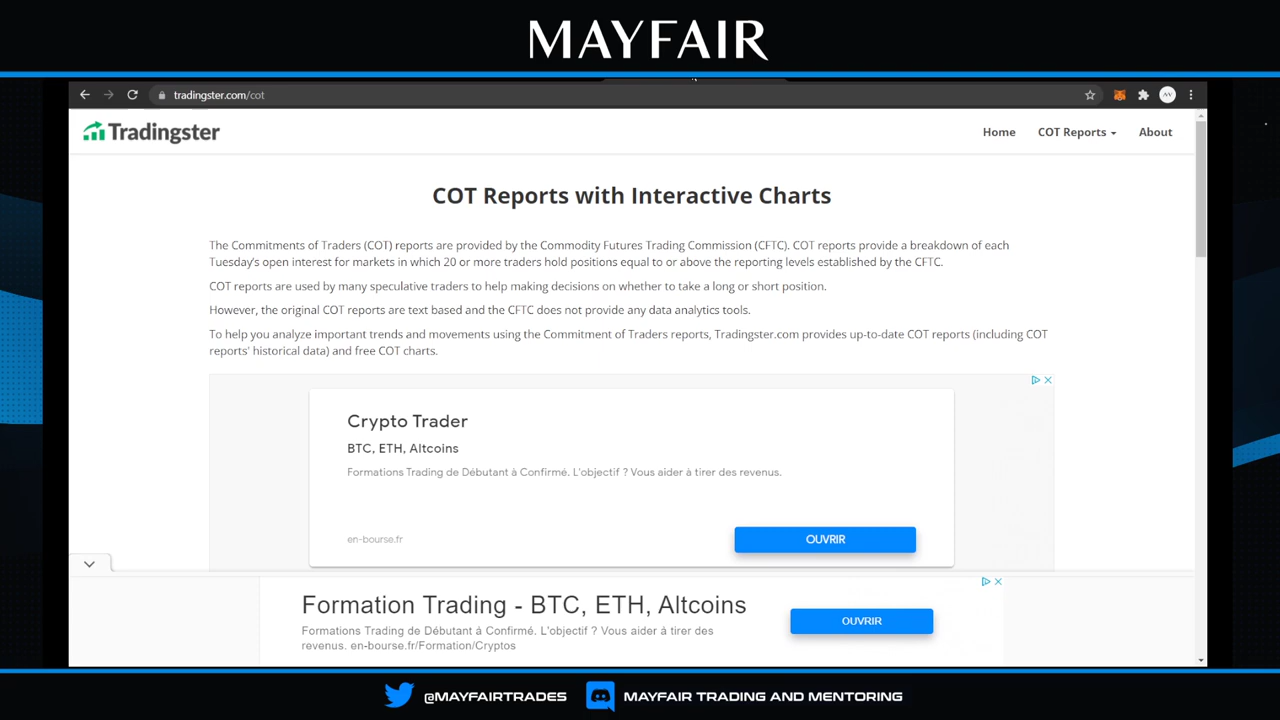 MAYFAIR
tradingster.com/cot
AV
Tradingster
Home COT Reports About
COT Reports with Interactive Charts
The Commitments of Traders (COT) reports are provided by the Commodity Futures Trading Commission (CFTC). COT reports provide a breakdown of each
Tuesday's open interest for markets in which 20 or more traders hold positions equal to or above the reporting levels established by the CFTC.
COT reports are used by many speculative traders to help making decisions on whether to take a long or short position.
However, the original COT reports are text based and the CFTC does not provide any data analytics tools.
To help you analyze important trends and movements using the Commitment of Traders reports, Tradingster.com provides up-to-date COT reports (including COT
reports' historical data) and free COT charts.
Crypto Trader
BTC, ETH, Altcoins
Formations Trading de Débutant à Confirmé. L'objectif ? Vous aider à tirer des revenus.
en-bourse.fr
OUVRIR
Formation Trading - BTC, ETH, Altcoins
Formations Trading de Débutant à Confirmé. L'objectif ? Vous aider à tirer des
revenus. en-bourse.fr/Formation/Cryptos
OUVRIR
@MAYFAIRTRADES MAYFAIR TRADING AND MENTORING